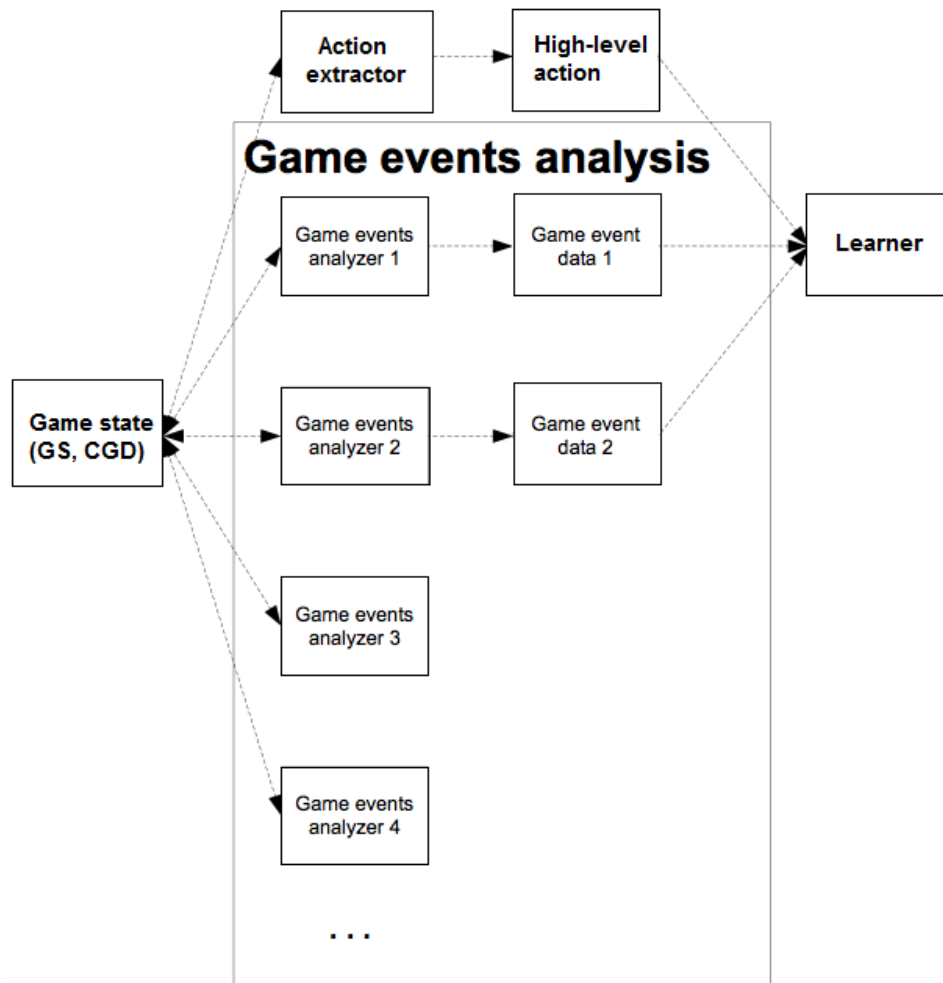 Action
extractor
High-level
action
Game events analysis
Game events
analyzer 1
Game event
data 1
Learner
Game state
(GS, CGD)
Game events
analyzer 2
Game event
data 2
Game events
analyzer 3
Game events
analyzer 4
. . .